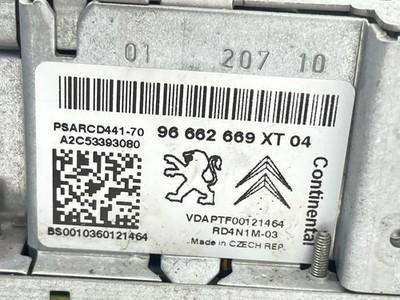 01 207 10
PSARCD441-70 96 662 669 XT 04
A2C53393080
Continental
VDAPTF00121464
RD4N1M-03
BS0010360121464 Made in CZECH REP.